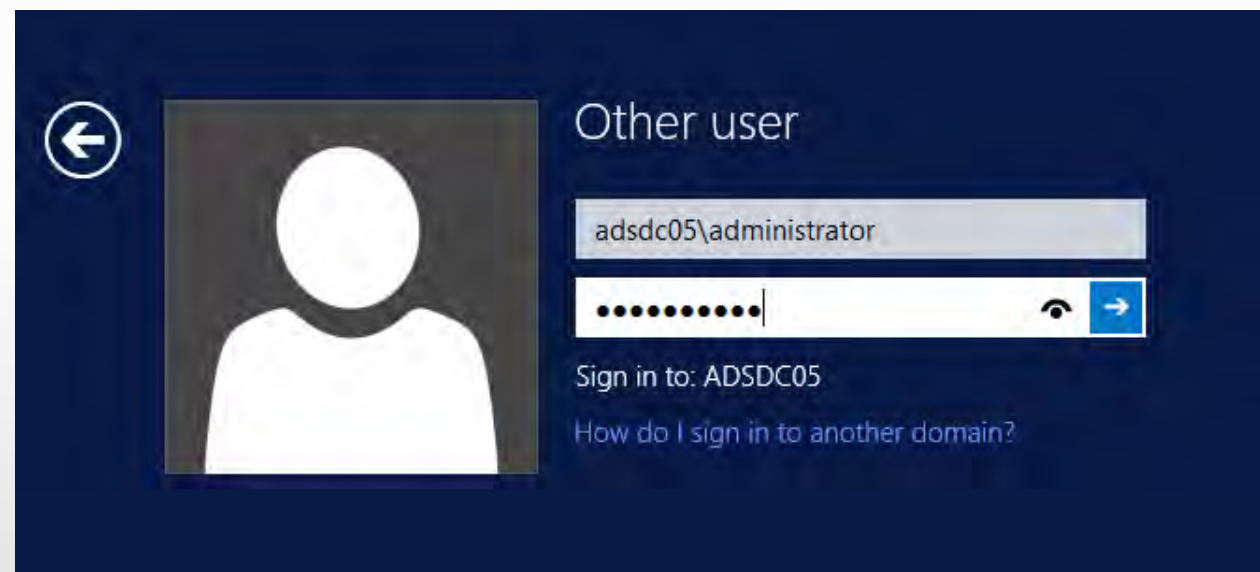 Other user
adsdc05\administrator
••••••••••
Sign in to: ADSDC05
How do I sign in to another domain?